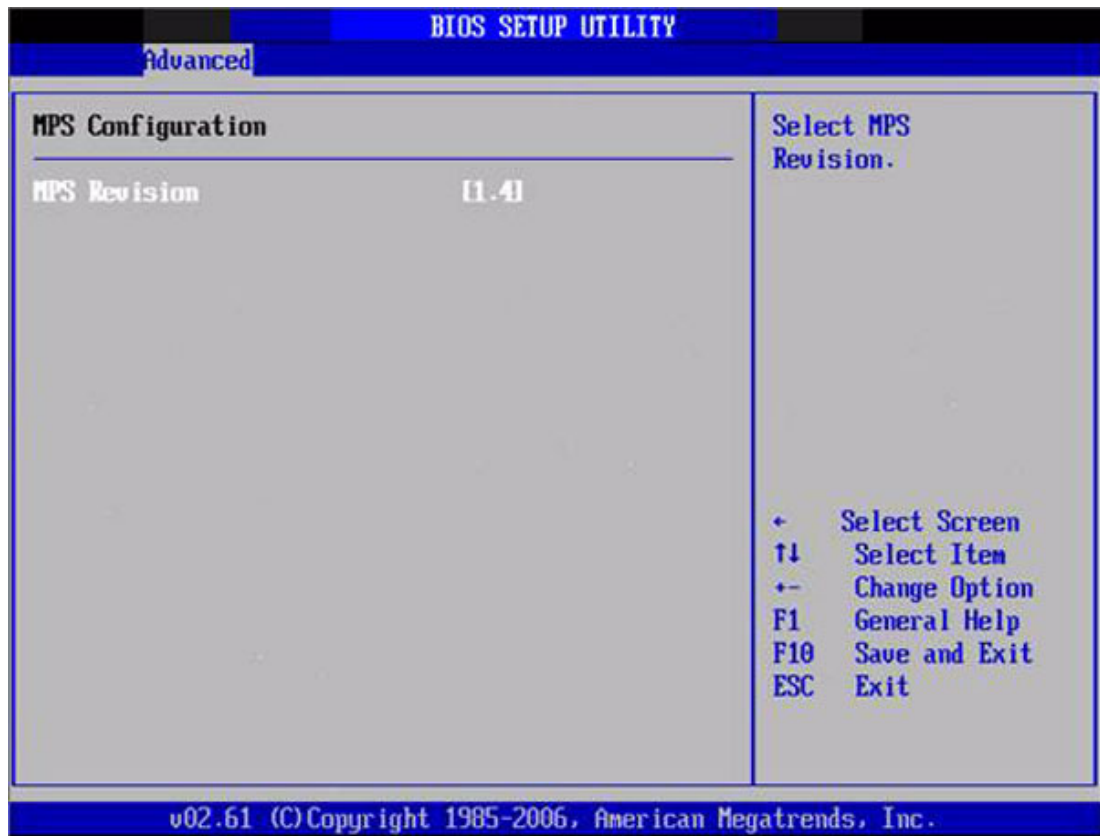 BIOS SETUP UTILITY
Advanced
MPS Configuration
MPS Revision [1.4]
Select MPS
Revision.
← Select Screen
↑↓ Select Item
+- Change Option
F1 General Help
F10 Save and Exit
ESC Exit
v02.61 (C)Copyright 1985-2006, American Megatrends, Inc.